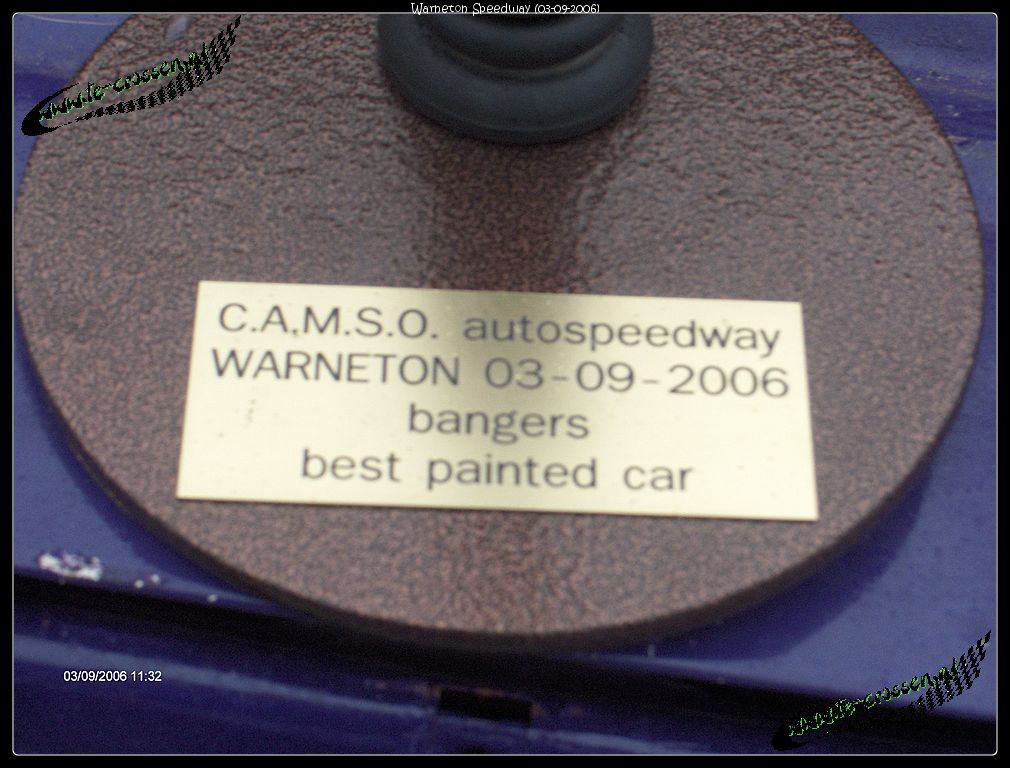 Warneton Speedway (03-09-2006)
C.A.M.S.O. autospeedway
WARNETON 03-09-2006
bangers
best painted car
03/09/2006 11:32